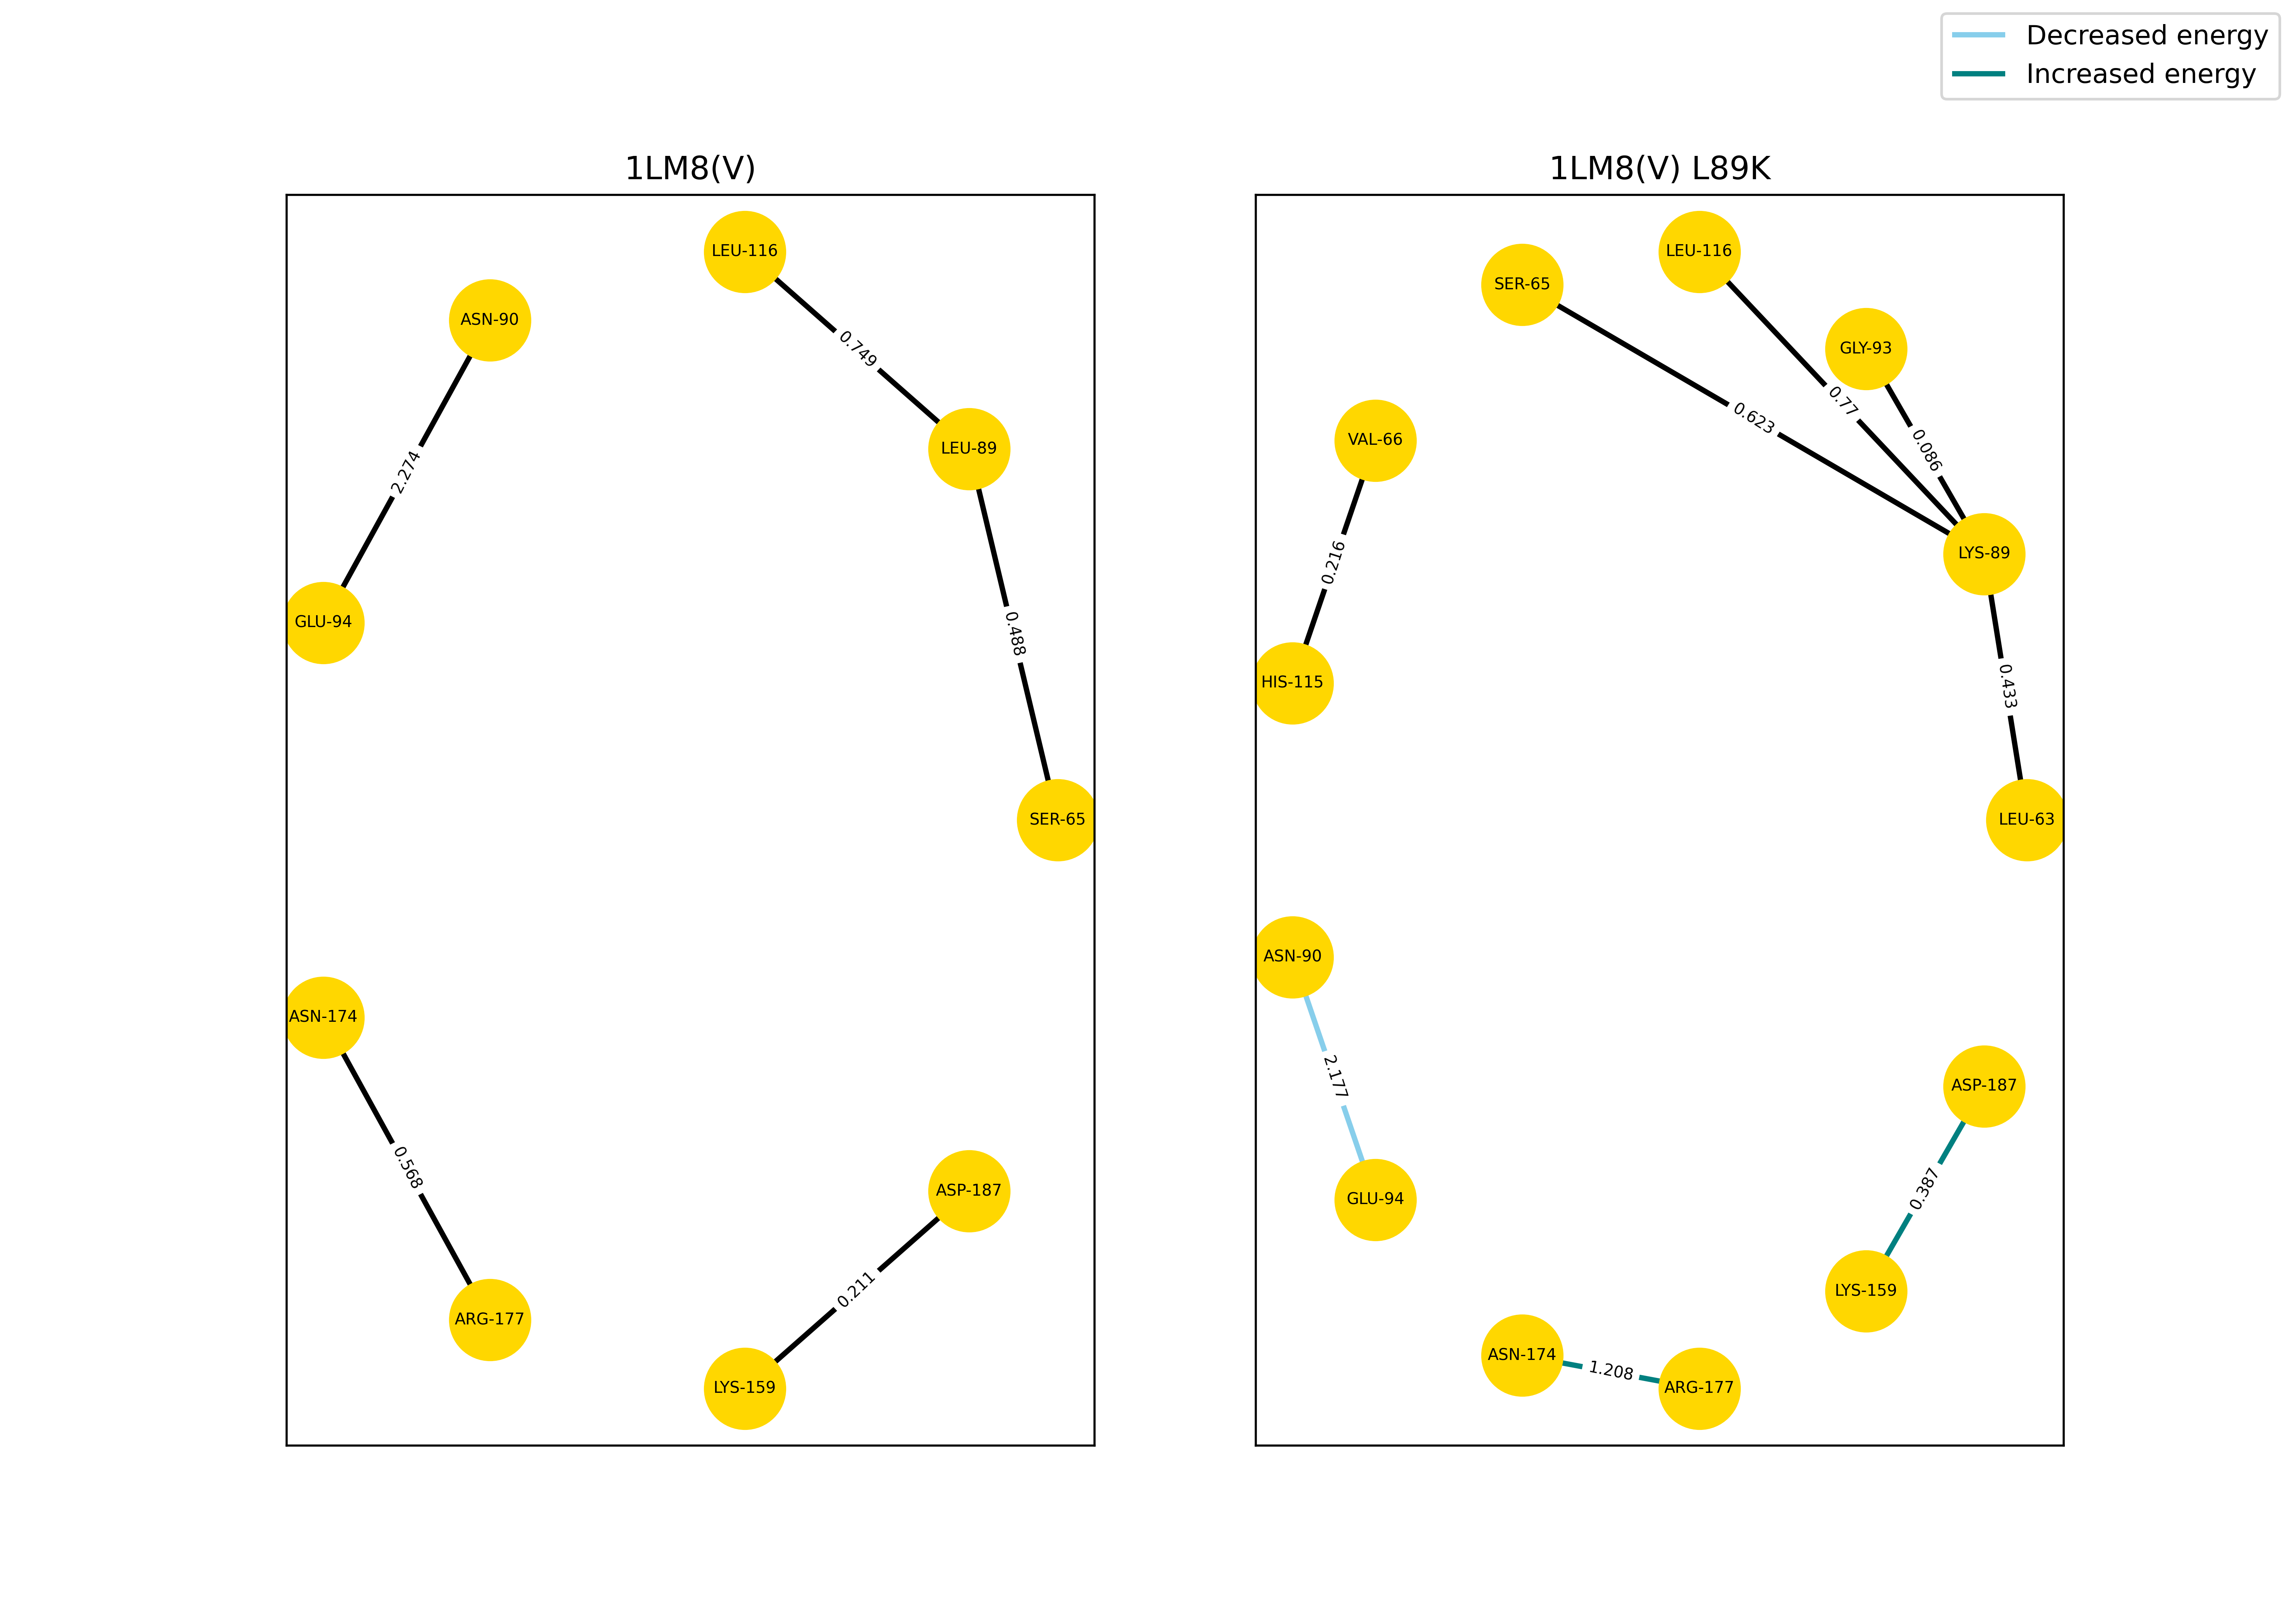 Decreased energy
Increased energy
1LM8(V)
LEU-116
ASN-90
0.749
LEU-89
2.274
GLU-94
0.488
SER-65
ASN-174
0.568
ASP-187
0.211
ARG-177
LYS-159
1LM8(V) L89K
LEU-116
SER-65
GLY-93
0.77
0.623
VAL-66
0.086
LYS-89
0.216
HIS-115
0.433
LEU-63
ASN-90
2.177
ASP-187
0.387
GLU-94
LYS-159
ASN-174
1.208
ARG-177